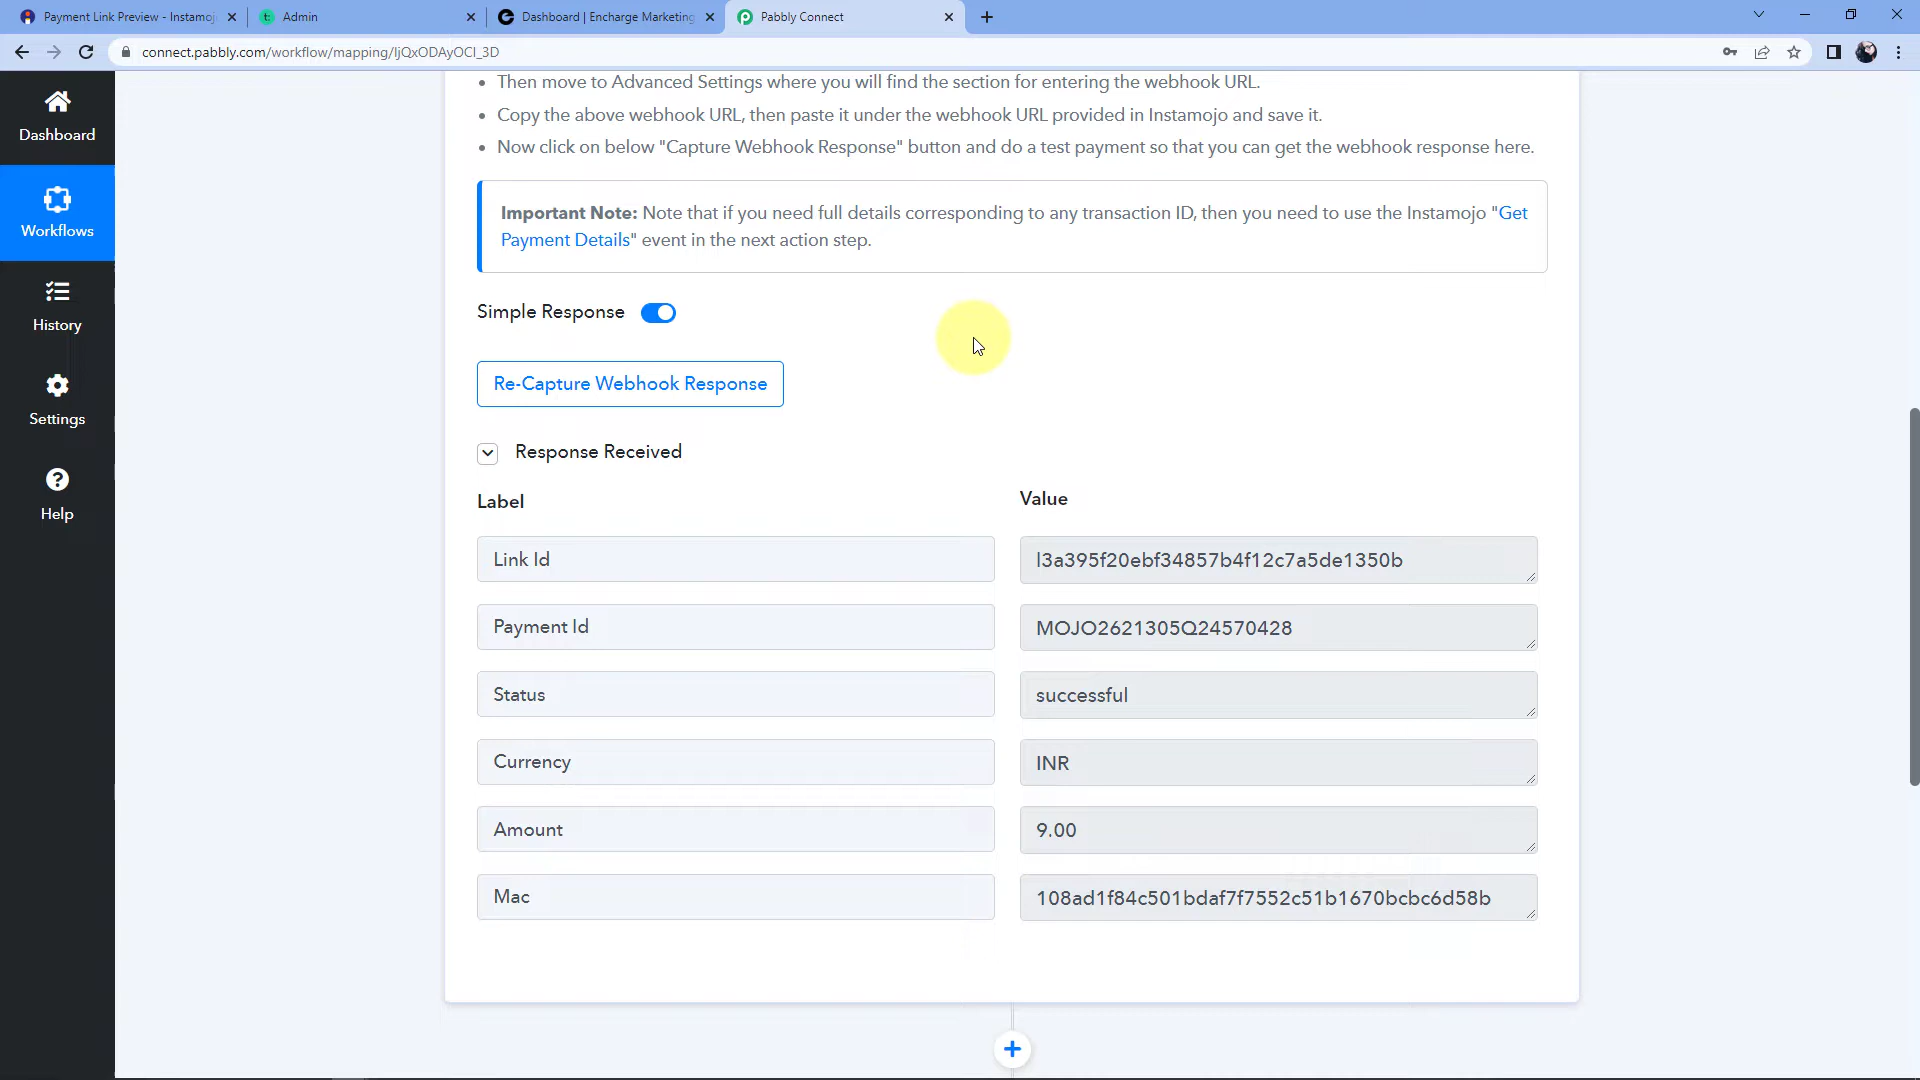 Payment Link Preview - Instamoj
Admin
Dashboard | Encharge Marketing
Pabbly Connect
connect.pabbly.com/workflow/mapping/IjQxODAyOCI_3D
Dashboard
Workflows
History
Settings
Help
Then move to Advanced Settings where you will find the section for entering the webhook URL.
Copy the above webhook URL, then paste it under the webhook URL provided in Instamojo and save it.
Now click on below "Capture Webhook Response" button and do a test payment so that you can get the webhook response here.
Important Note: Note that if you need full details corresponding to any transaction ID, then you need to use the Instamojo "Get
Payment Details" event in the next action step.
Simple Response
Re-Capture Webhook Response
Response Received
Label
Value
Link Id
l3a395f20ebf34857b4f12c7a5de1350b
Payment Id
MOJO2621305Q24570428
Status
successful
Currency
INR
Amount
9.00
Mac
108ad1f84c501bdaf7f7552c51b1670bcbc6d58b